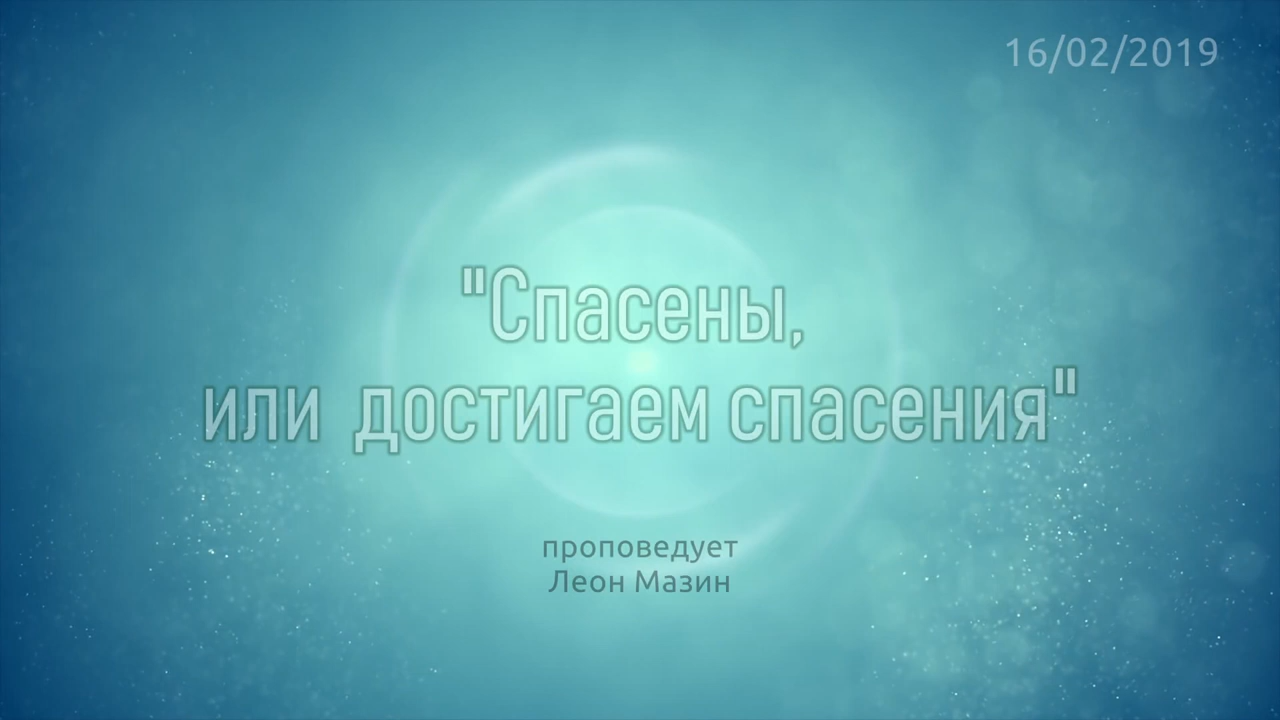 16/02/2019
"Спасены,
или достигаем спасения"
проповедует
Леон Мазин